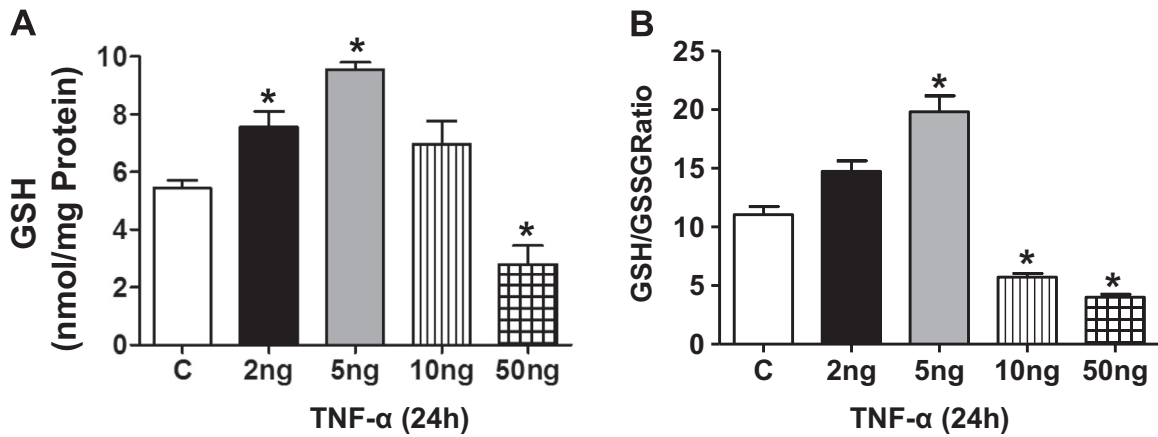 A
GSH
(nmol/mg Protein)
10
8
6
4
2
0
*
*
*
C 2ng 5ng 10ng 50ng
TNF-α (24h)
B
GSH/GSSGRatio
25
20
15
10
5
0
*
*
*
C 2ng 5ng 10ng 50ng
TNF-α (24h)